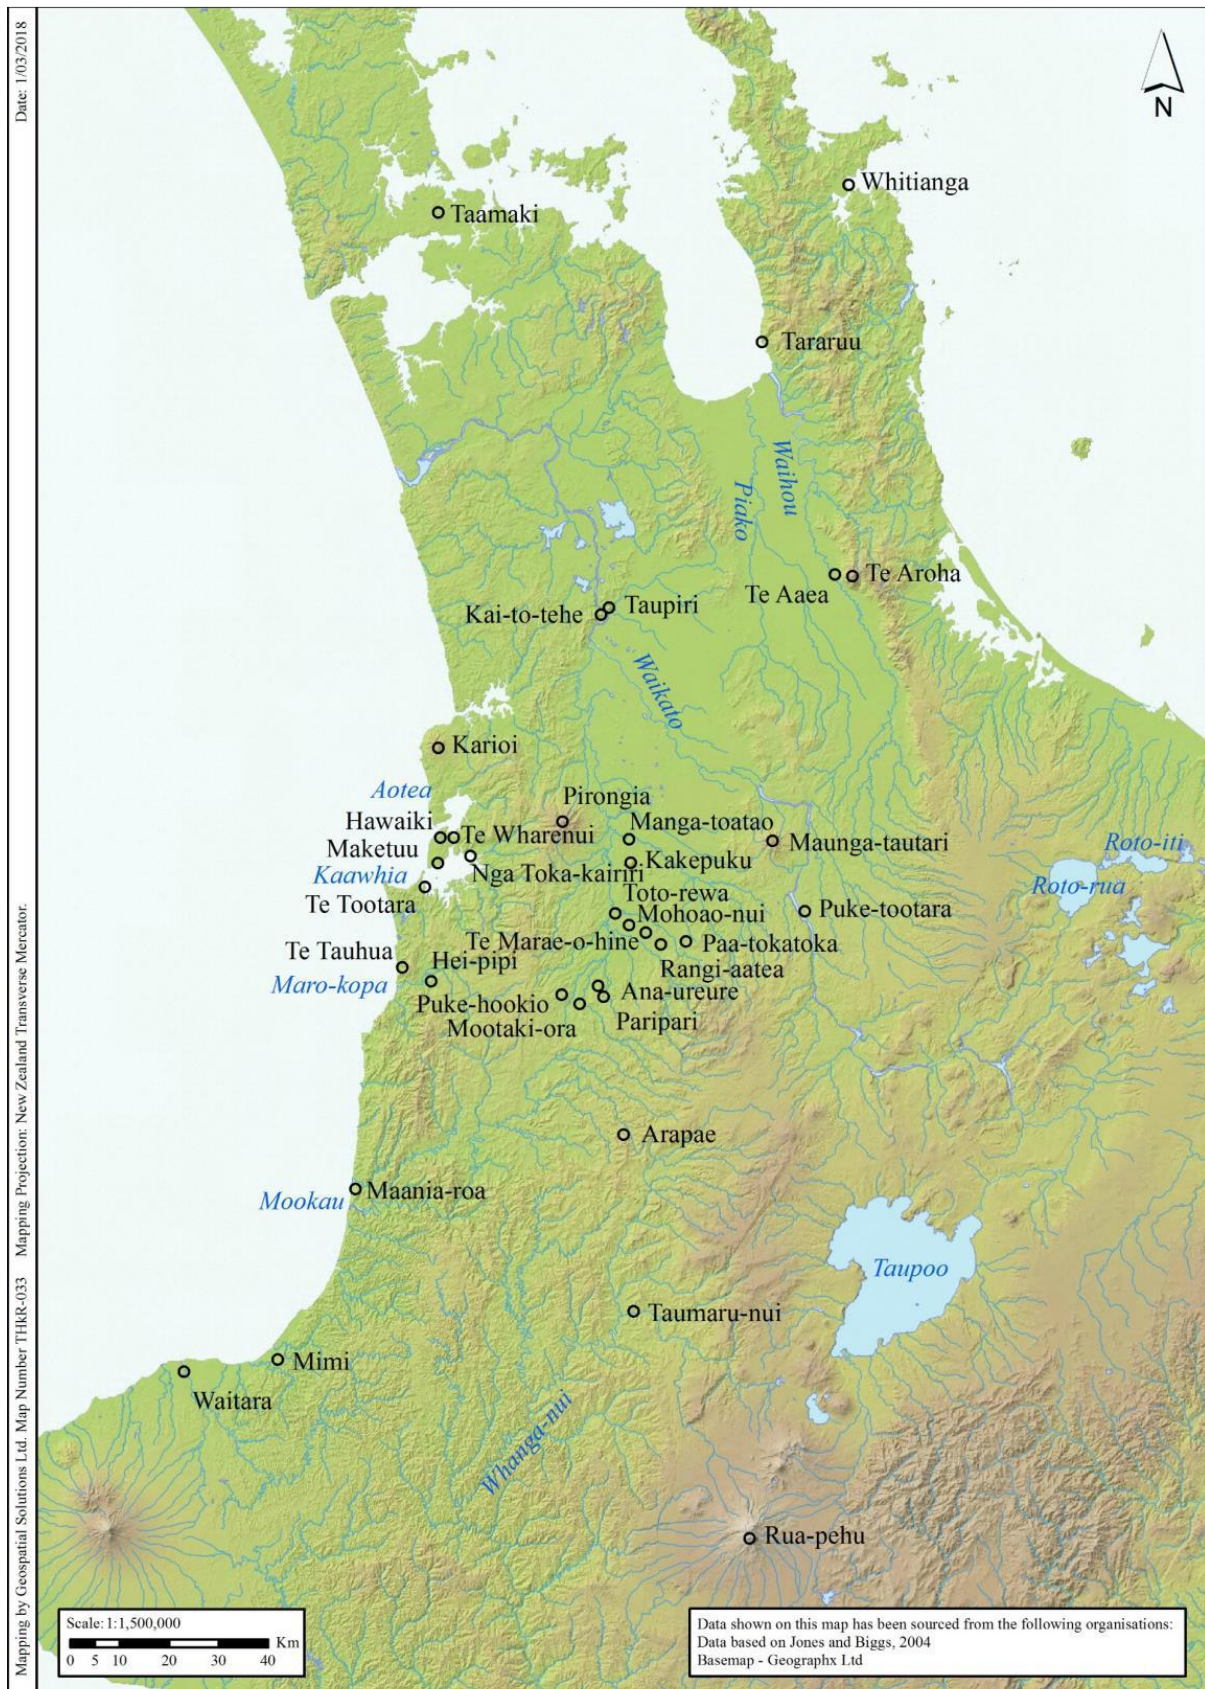 Date: 1/03/2018
Mapping Projection: New Zealand Transverse Mercator.
Mapping by Geospatial Solutions Ltd. Map Number THkR-033
N
Whitianga
Taamaki
Tararuu
Waihou
Piako
Te Aroha
Te Aaea
Taupiri
Kai-to-tehe
Waikato
Karioi
Aotea
Pirongia
Hawaiki
Te Wharenui
Manga-toatao
Maunga-tautari
Roto-iti
Maketuu
Nga Toka-kairiri
Kakepuku
Kaawhia
Roto-rua
Te Tootara
Toto-rewa
Mohoao-nui
Puke-tootara
Te Marae-o-hine
Paa-tokatoka
Te Tauhua
Hei-pipi
Rangi-aatea
Maro-kopa
Puke-hookio
Ana-ureure
Mootaki-ora
Paripari
Arapae
Mookau
Maania-roa
Taupoo
Taumaru-nui
Mimi
Waitara
Whanga-nui
Rua-pehu
Scale: 1:1,500,000
Km
0 5 10 20 30 40
Data shown on this map has been sourced from the following organisations:
Data based on Jones and Biggs, 2004
Basemap - Geographx Ltd